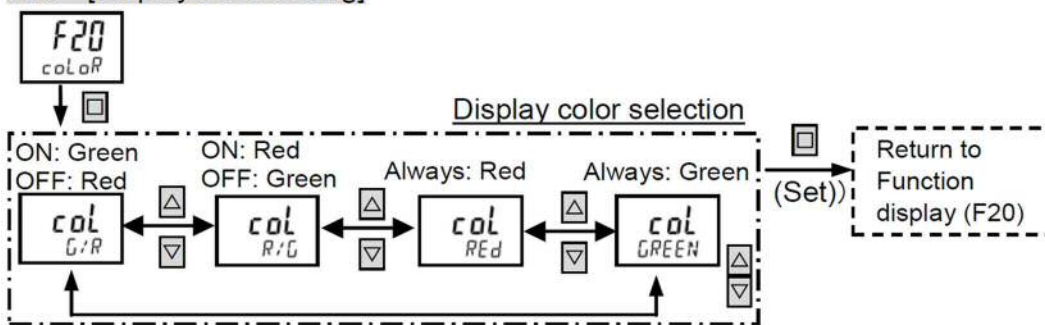 F20
coLoR
Display color selection
ON: Green
OFF: Red
ON: Red
OFF: Green
Always: Red
Always: Green
coL
G/R
coL
R/G
coL
REd
coL
GREEN
(Set))
Return to
Function
display (F20)